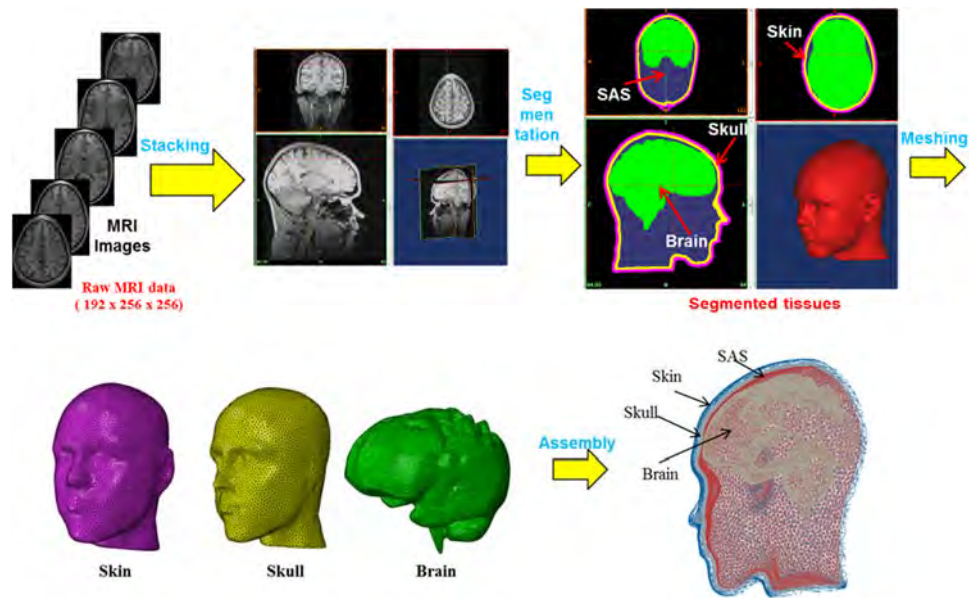 MRI
Images
Raw MRI data
( 192 x 256 x 256)
Stacking
Seg
men
tation
SAS
Skin
Skull
Brain
Segmented tissues
Meshing
Skin
Skull
Brain
Assembly
SAS
Skin
Skull
Brain